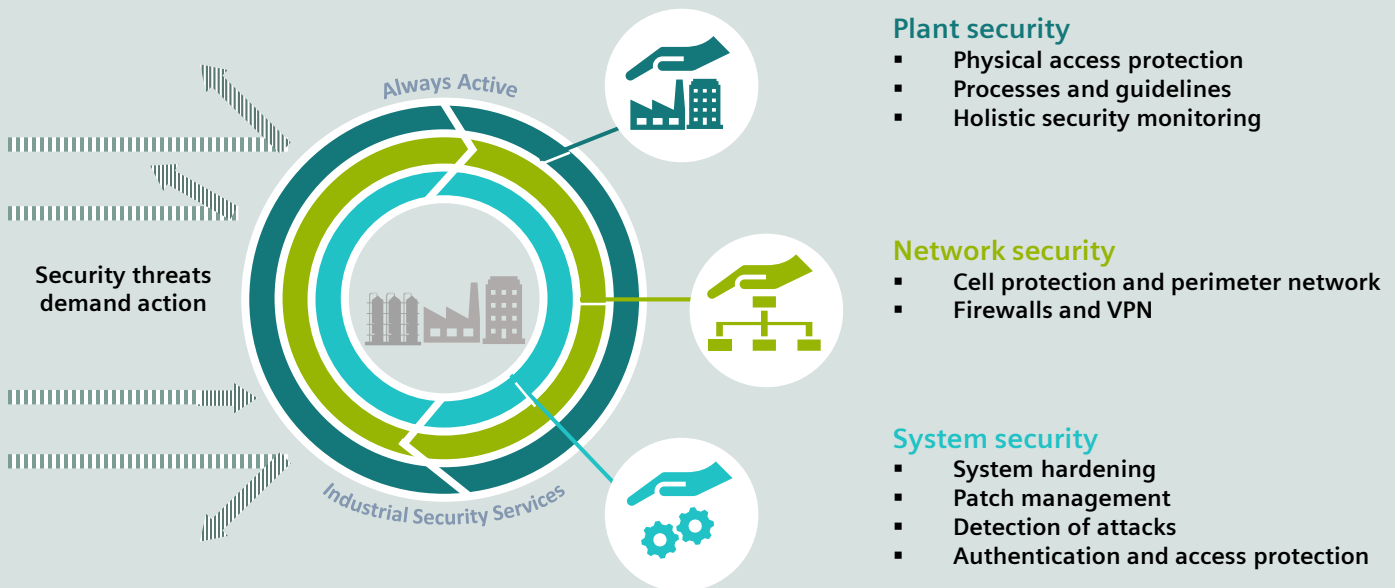 Always Active
Security threats
demand action
Industrial Security Services
Plant security
▪ Physical access protection
▪ Processes and guidelines
▪ Holistic security monitoring
Network security
▪ Cell protection and perimeter network
▪ Firewalls and VPN
System security
▪ System hardening
▪ Patch management
▪ Detection of attacks
▪ Authentication and access protection